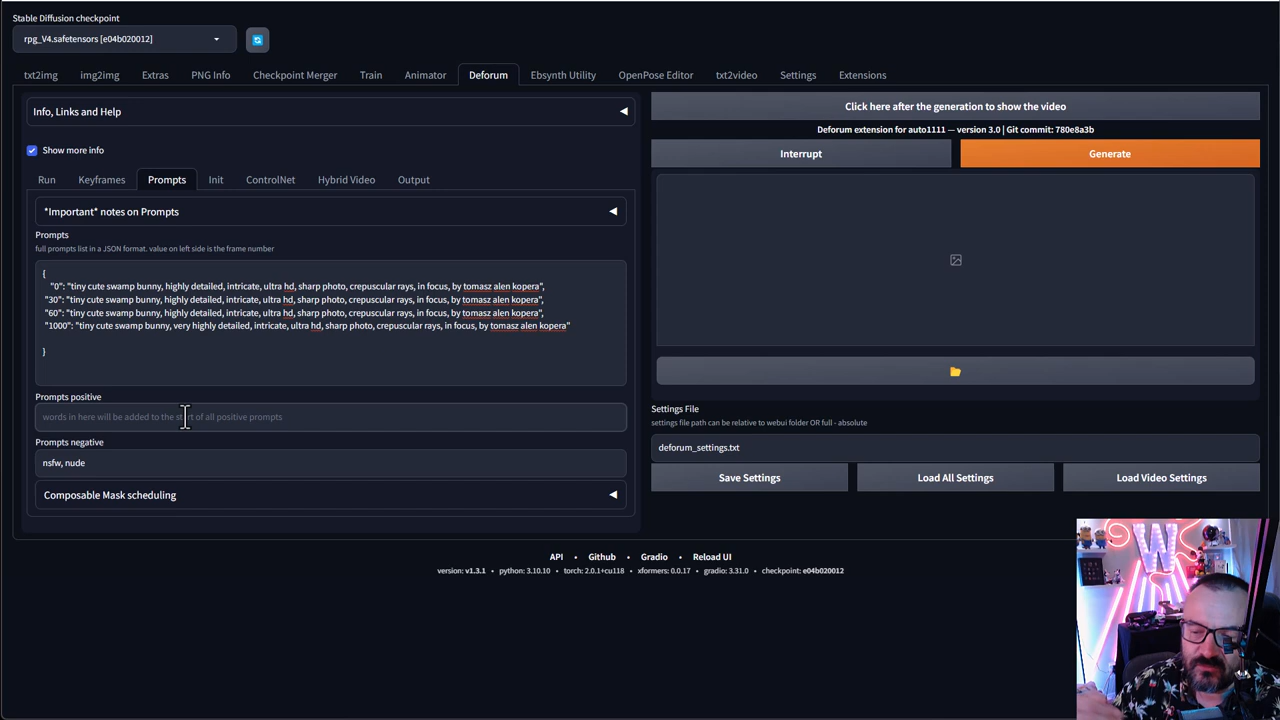 Stable Diffusion checkpoint
rpg_V4.safetensors [e04b020012]
txt2img img2img Extras PNG Info Checkpoint Merger Train Animator Deforum Ebsynth Utility OpenPose Editor txt2video Settings Extensions
Info, Links and Help
Click here after the generation to show the video
Deforum extension for auto1111 — version 3.0 | Git commit: 780e8a3b
Show more info
Interrupt
Generate
Run Keyframes Prompts Init ControlNet Hybrid Video Output
*Important* notes on Prompts
Prompts
full prompts list in a JSON format. value on left side is the frame number
{
"0": "tiny cute swamp bunny, highly detailed, intricate, ultra hd, sharp photo, crepuscular rays, in focus, by tomasz alen kopera",
"30": "tiny cute swamp bunny, highly detailed, intricate, ultra hd, sharp photo, crepuscular rays, in focus, by tomasz alen kopera",
"60": "tiny cute swamp bunny, highly detailed, intricate, ultra hd, sharp photo, crepuscular rays, in focus, by tomasz alen kopera",
"1000": "tiny cute swamp bunny, very highly detailed, intricate, ultra hd, sharp photo, crepuscular rays, in focus, by tomasz alen kopera"
}
Prompts positive
words in here will be added to the start of all positive prompts
Prompts negative
nsfw, nude
Composable Mask scheduling
Settings File
settings file path can be relative to webui folder OR full - absolute
deforum_settings.txt
Save Settings
Load All Settings
Load Video Settings
API • Github • Gradio • Reload UI
version: v1.3.1 • python: 3.10.10 • torch: 2.0.1+cu118 • xformers: 0.0.17 • gradio: 3.31.0 • checkpoint: e04b020012
W